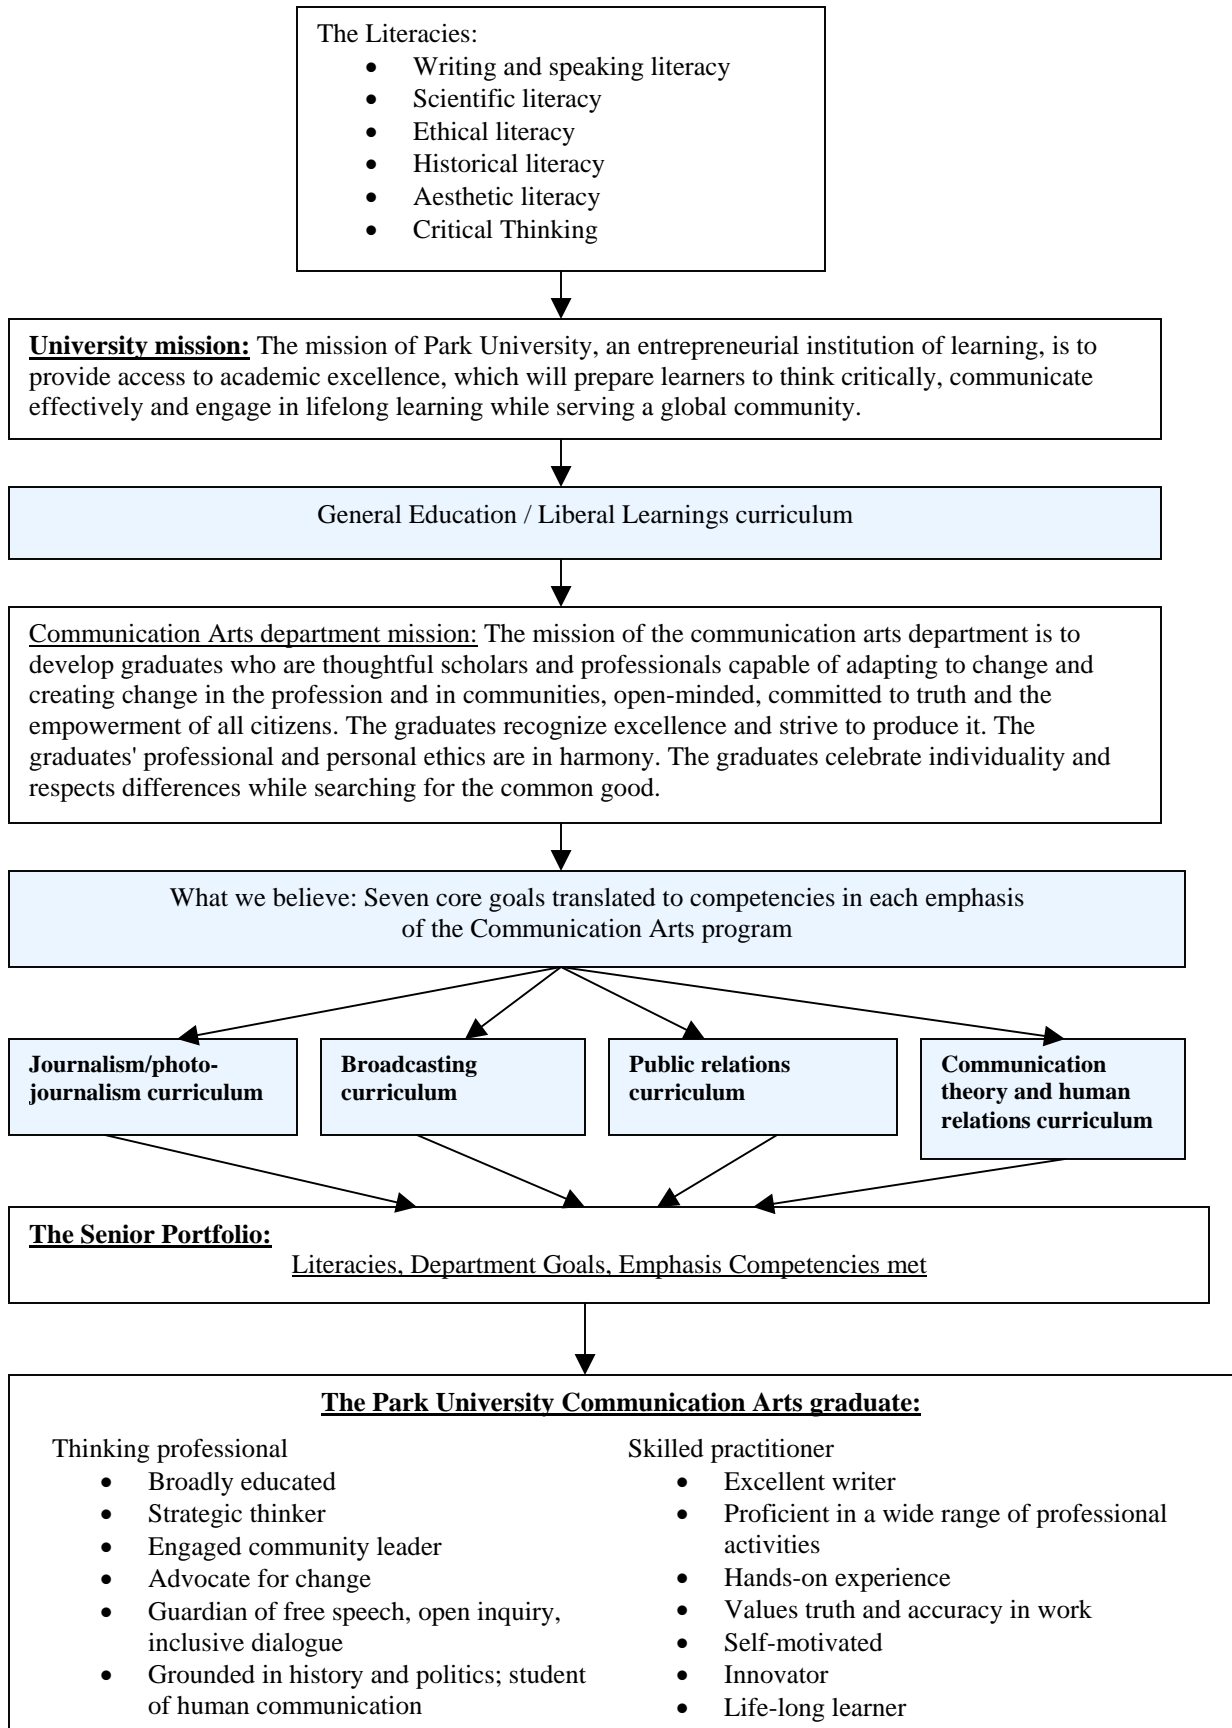 The Literacies:
• Writing and speaking literacy
• Scientific literacy
• Ethical literacy
• Historical literacy
• Aesthetic literacy
• Critical Thinking
University mission: The mission of Park University, an entrepreneurial institution of learning, is to
provide access to academic excellence, which will prepare learners to think critically, communicate
effectively and engage in lifelong learning while serving a global community.
General Education / Liberal Learnings curriculum
Communication Arts department mission: The mission of the communication arts department is to
develop graduates who are thoughtful scholars and professionals capable of adapting to change and
creating change in the profession and in communities, open-minded, committed to truth and the
empowerment of all citizens. The graduates recognize excellence and strive to produce it. The
graduates' professional and personal ethics are in harmony. The graduates celebrate individuality and
respects differences while searching for the common good.
What we believe: Seven core goals translated to competencies in each emphasis
of the Communication Arts program
Journalism/photo-
journalism curriculum
Broadcasting
curriculum
Public relations
curriculum
Communication
theory and human
relations curriculum
The Senior Portfolio:
Literacies, Department Goals, Emphasis Competencies met
The Park University Communication Arts graduate:
Thinking professional
• Broadly educated
• Strategic thinker
• Engaged community leader
• Advocate for change
• Guardian of free speech, open inquiry,
inclusive dialogue
• Grounded in history and politics; student
of human communication
Skilled practitioner
• Excellent writer
• Proficient in a wide range of professional
activities
• Hands-on experience
• Values truth and accuracy in work
• Self-motivated
• Innovator
• Life-long learner